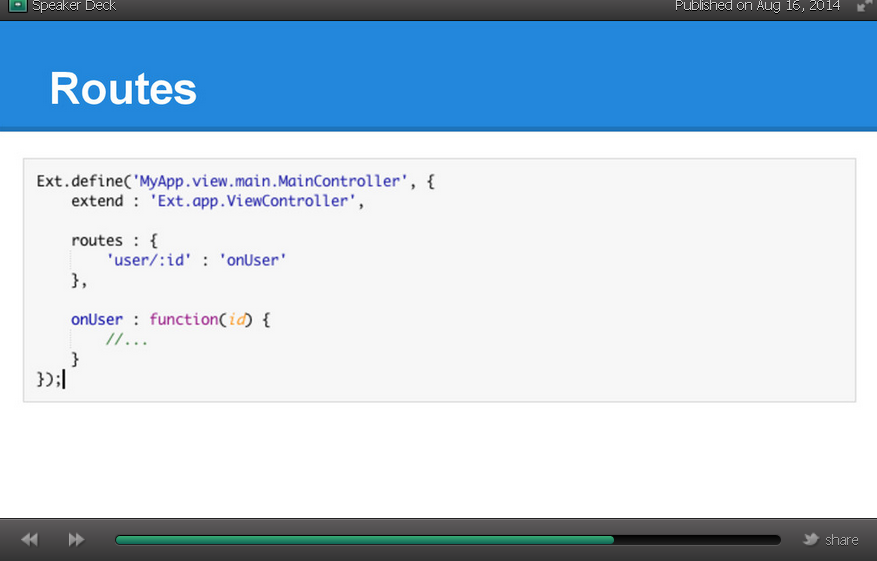 Speaker Deck
Published on Aug 16, 2014
Routes
Ext.define('MyApp.view.main.MainController', {
    extend : 'Ext.app.ViewController',
    routes : {
        'user/:id' : 'onUser'
    },
    onUser : function(id) {
        //...
    }
});
share